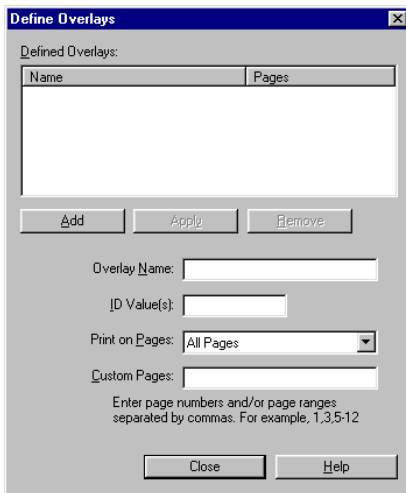 Define Overlays
Defined Overlays:
Name Pages
Add Apply Remove
Overlay Name:
ID Value(s):
Print on Pages: All Pages
Custom Pages:
Enter page numbers and/or page ranges
separated by commas. For example, 1,3,5-12
Close Help